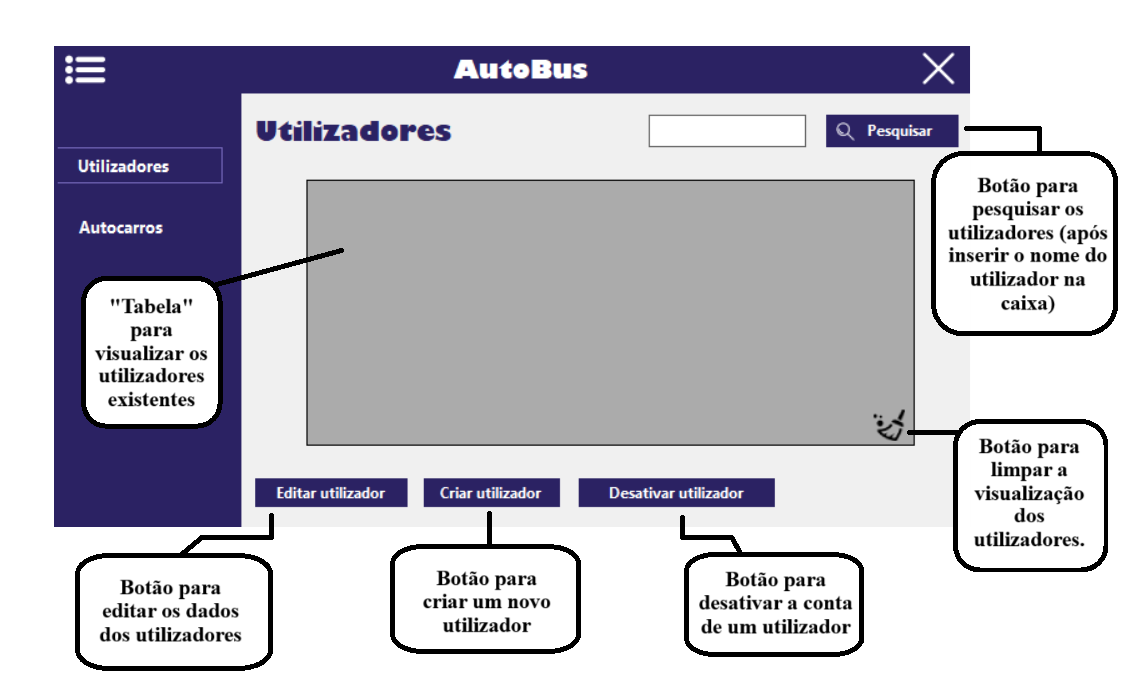 AutoBus
Utilizadores
Pesquisar
Utilizadores
Autocarros
Botão para
pesquisar os
utilizadores (após
inserir o nome do
utilizador na
caixa)
"Tabela"
para
visualizar os
utilizadores
existentes
Botão para
limpar a
visualização
dos
utilizadores.
Editar utilizador
Criar utilizador
Desativar utilizador
Botão para
editar os dados
dos utilizadores
Botão para
criar um novo
utilizador
Botão para
desativar a conta
de um utilizador